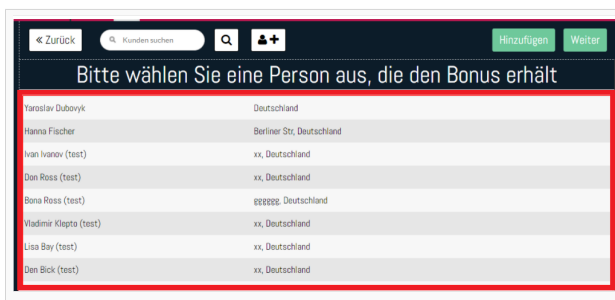 « Zurück Kunden suchen Hinzufügen Weiter
Bitte wählen Sie eine Person aus, die den Bonus erhält
Yaroslav Dubovyk Deutschland
Hanna Fischer Berliner Str, Deutschland
Ivan Ivanov (test) xx, Deutschland
Don Ross (test) xx, Deutschland
Bona Ross (test) gggggg, Deutschland
Vladimir Klepto (test) xx, Deutschland
Lisa Bay (test) xx, Deutschland
Den Bick (test) xx, Deutschland